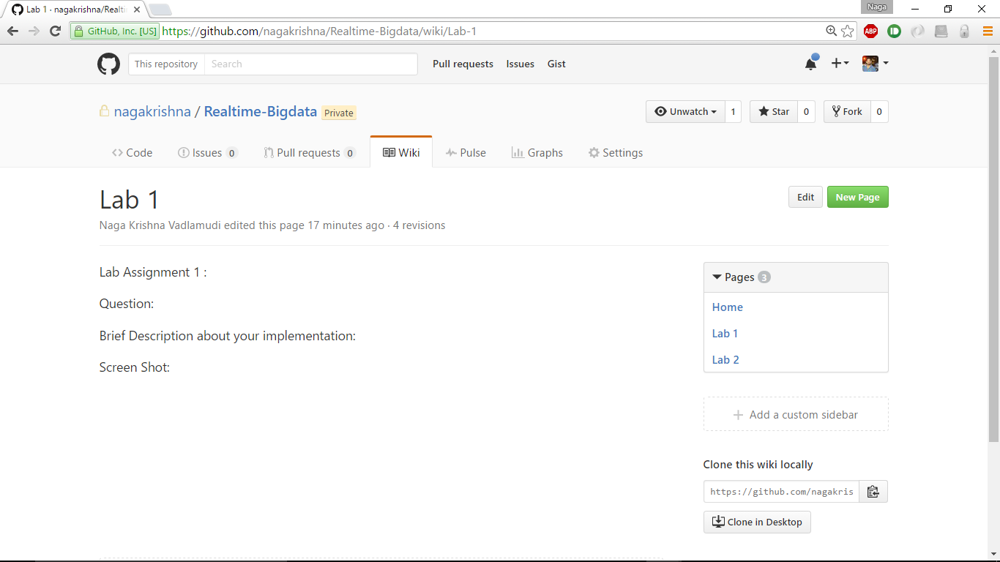 Lab 1 · nagakrishna/Realti
Naga
GitHub, Inc. [US] https://github.com/nagakrishna/Realtime-Bigdata/wiki/Lab-1
ABP
This repository Search Pull requests Issues Gist
nagakrishna / Realtime-Bigdata Private
Unwatch 1 Star 0 Fork 0
Code Issues 0 Pull requests 0 Wiki Pulse Graphs Settings
Lab 1
Edit New Page
Naga Krishna Vadlamudi edited this page 17 minutes ago · 4 revisions
Lab Assignment 1 :
Question:
Brief Description about your implementation:
Screen Shot:
Pages 3
Home
Lab 1
Lab 2
Add a custom sidebar
Clone this wiki locally
https://github.com/nagakris
Clone in Desktop